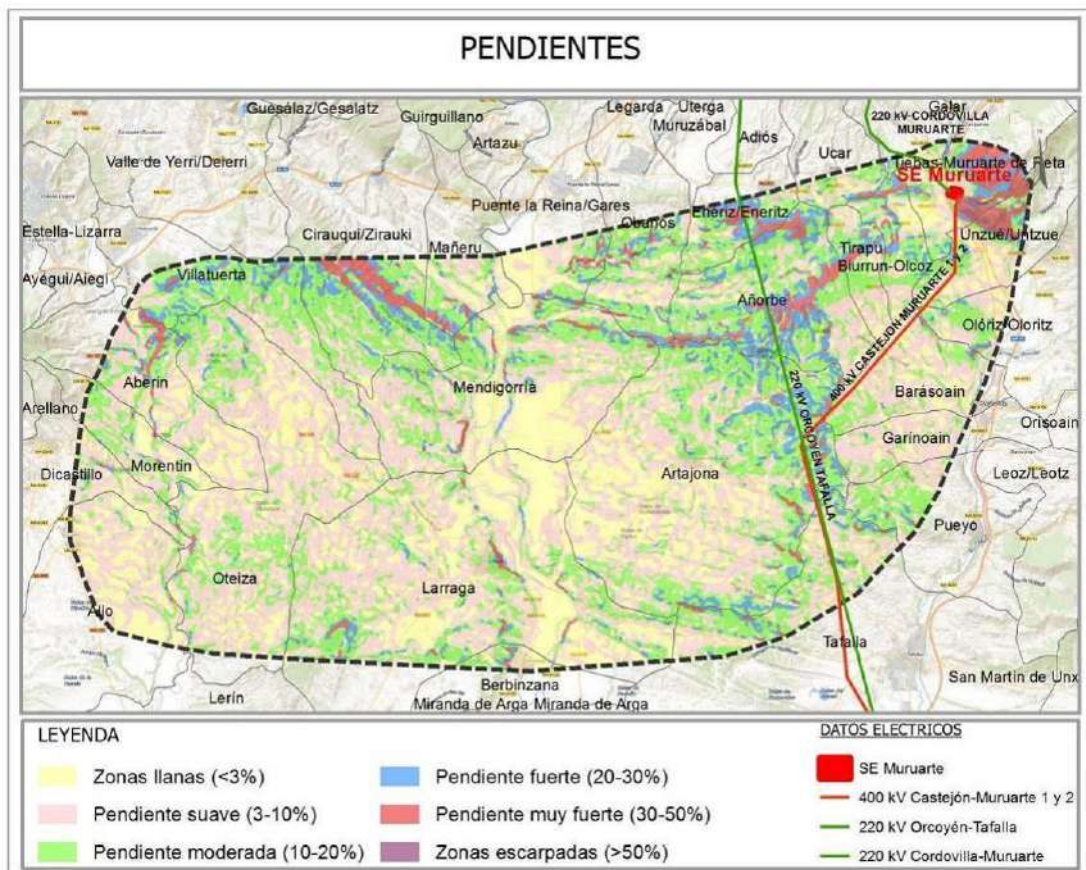 PENDIENTES
Guesálaz/Gesalatz
Guirguillano
Legarda
Uterga
Galar
Artazu
Muruzábal
220 kV CORDOVILLA
MURUARTE
Adiós
Valle de Yerri/Deierri
Ucar
Tiebas-Muruarte de Reta
SE Muruarte
Puente la Reina/Gares
Enériz/Eneritz
Obanos
Estella-Lizarra
Cirauqui/Zirauki
Mañeru
Tirapu
Unzué/Untzue
Ayegui/Aiegi
Villatuerta
Biurrun-Olcoz
Añorbe
400 kV CASTEJON MURUARTE 1 y 2
Olóriz/Oloritz
Aberin
Mendigorría
220 kV ORCOYEN TAFALLA
Barásoain
Arellano
Orisoain
Garínoain
Dicastillo
Morentin
Artajona
Leoz/Leotz
Pueyo
Oteiza
Larraga
Allo
Tafalla
San Martín de Unx
Lerín
Berbinzana
Miranda de Arga Miranda de Arga
LEYENDA
Zonas llanas (<3%)
Pendiente suave (3-10%)
Pendiente moderada (10-20%)
Pendiente fuerte (20-30%)
Pendiente muy fuerte (30-50%)
Zonas escarpadas (>50%)
DATOS ELECTRICOS
SE Muruarte
400 kV Castejón-Muruarte 1 y 2
220 kV Orcoyén-Tafalla
220 kV Cordovilla-Muruarte